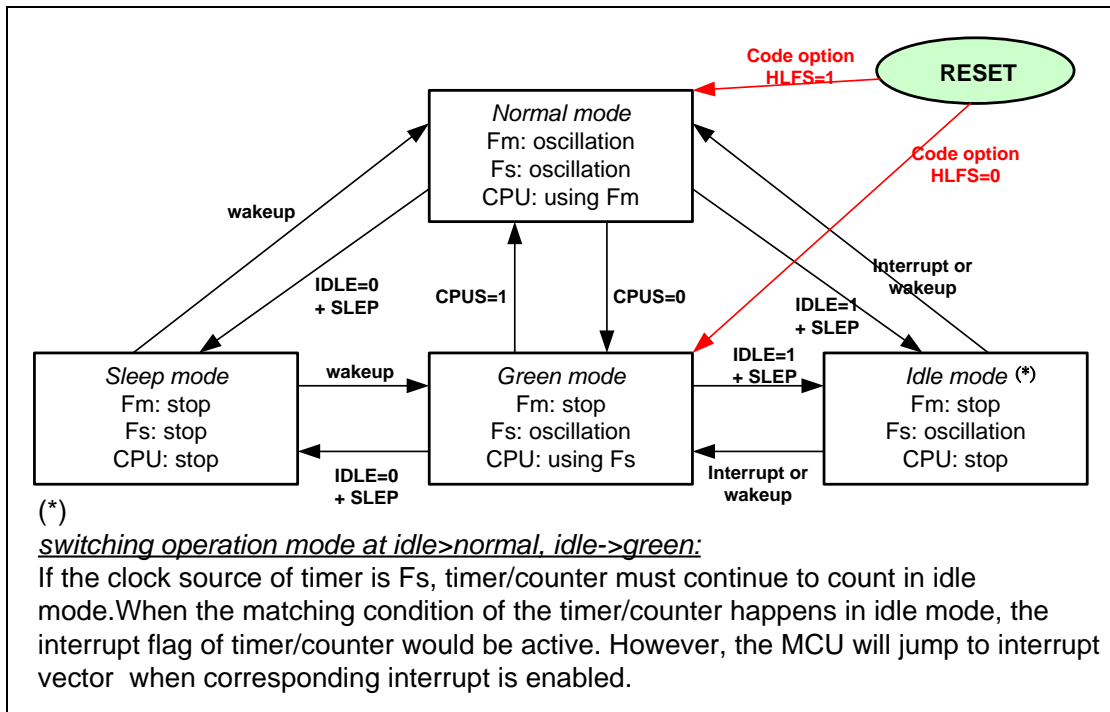 Code option
HLFS=1
RESET
Normal mode
Fm: oscillation
Fs: oscillation
CPU: using Fm
Code option
HLFS=0
wakeup
IDLE=0
+ SLEP
CPUS=1
CPUS=0
Interrupt or
wakeup
IDLE=1
+ SLEP
Sleep mode
Fm: stop
Fs: stop
CPU: stop
wakeup
IDLE=0
+ SLEP
Green mode
Fm: stop
Fs: oscillation
CPU: using Fs
IDLE=1
+ SLEP
Interrupt or
wakeup
Idle mode (*)
Fm: stop
Fs: oscillation
CPU: stop
(*)
switching operation mode at idle>normal, idle->green:
If the clock source of timer is Fs, timer/counter must continue to count in idle
mode.When the matching condition of the timer/counter happens in idle mode, the
interrupt flag of timer/counter would be active. However, the MCU will jump to interrupt
vector when corresponding interrupt is enabled.